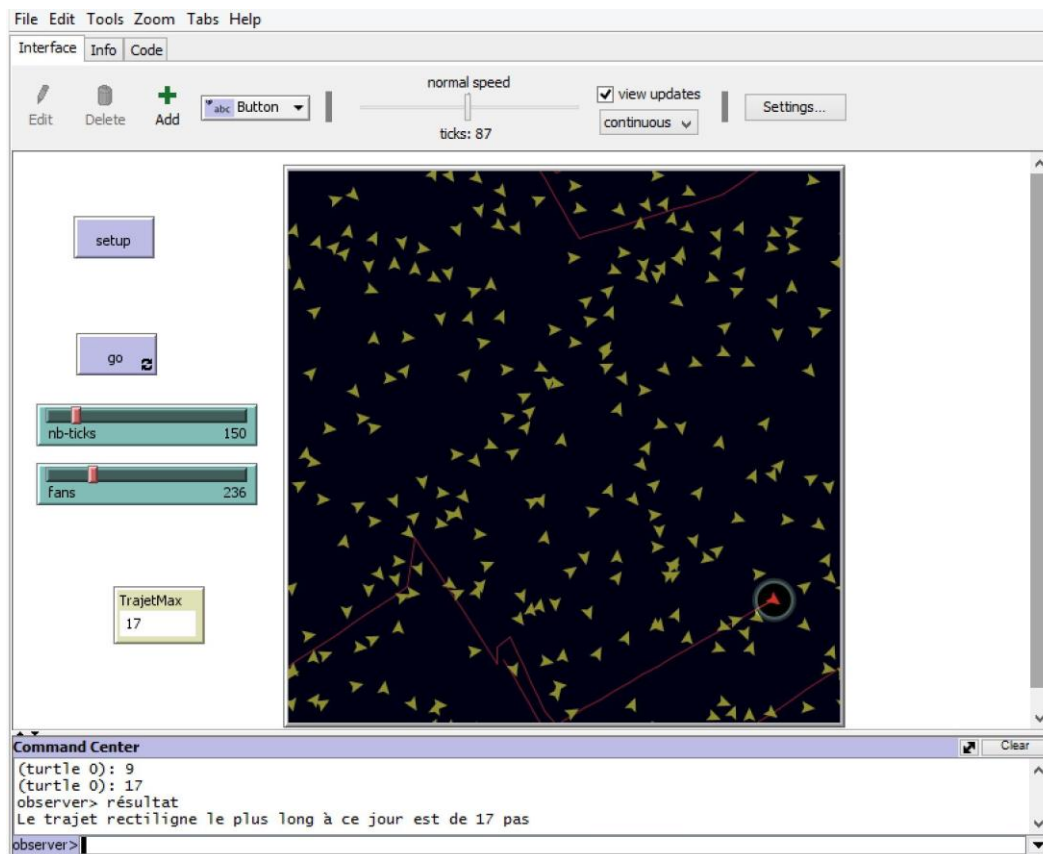 File Edit Tools Zoom Tabs Help
Interface Info Code
normal speed
Edit Delete Add abc Button view updates Settings...
continuous
ticks: 87
setup
go
nb-ticks 150
fans 236
TrajetMax
17
Command Center Clear
(turtle 0): 9
(turtle 0): 17
observer> résultat
Le trajet rectiligne le plus long à ce jour est de 17 pas
observer>